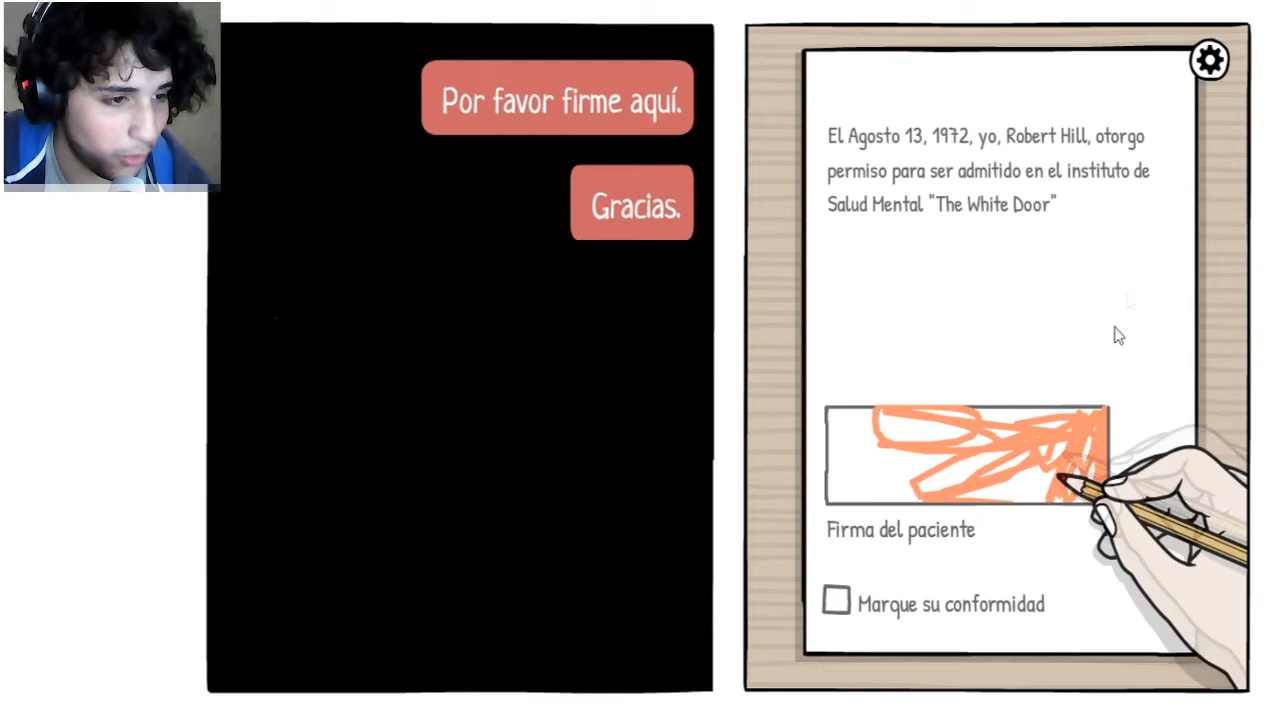 Por favor firme aquí.
Gracias.
El Agosto 13, 1972, yo, Robert Hill, otorgo
permiso para ser admitido en el instituto de
Salud Mental "The White Door"
Firma del paciente
Marque su conformidad